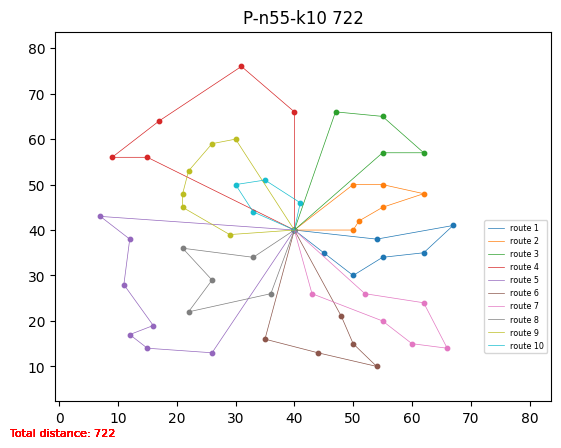 P-n55-k10 722
80
70
60
50
40
30
20
10
0 10 20 30 40 50 60 70 80
route 1
route 2
route 3
route 4
route 5
route 6
route 7
route 8
route 9
route 10
Total distance: 722